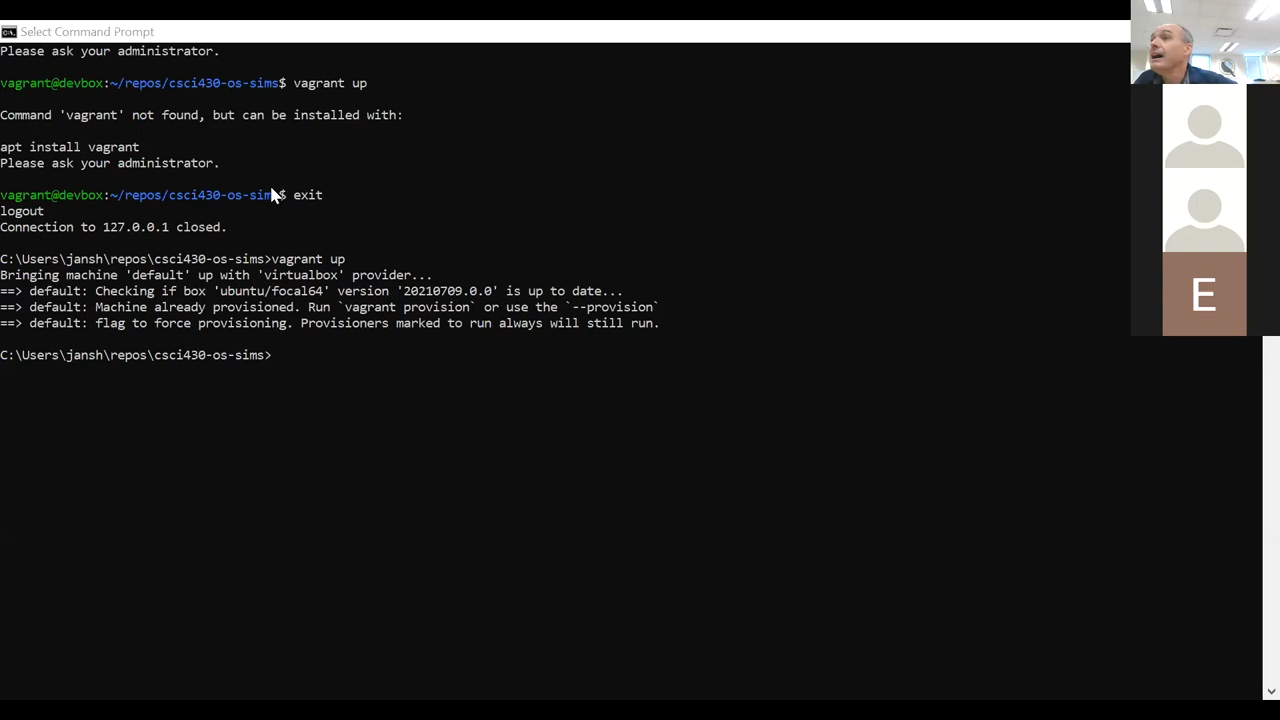 Select Command Prompt
Please ask your administrator.
vagrant@devbox:~/repos/csci430-os-sims$ vagrant up
Command 'vagrant' not found, but can be installed with:
apt install vagrant
Please ask your administrator.
vagrant@devbox:~/repos/csci430-os-sims$ exit
logout
Connection to 127.0.0.1 closed.
C:\Users\jansh\repos\csci430-os-sims>vagrant up
Bringing machine 'default' up with 'virtualbox' provider...
==> default: Checking if box 'ubuntu/focal64' version '20210709.0.0' is up to date...
==> default: Machine already provisioned. Run `vagrant provision` or use the `--provision`
==> default: flag to force provisioning. Provisioners marked to run always will still run.
C:\Users\jansh\repos\csci430-os-sims>
E